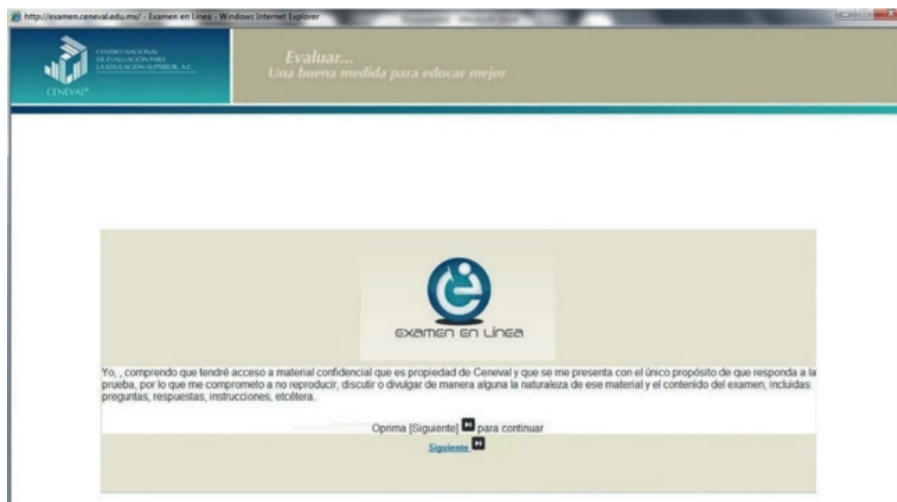 http://examen.ceneval.edu.mx/ - Examen en Línea - Windows Internet Explorer
CENTRO NACIONAL
DE EVALUACIÓN PARA
LA EDUCACIÓN SUPERIOR, A.C.
CENEVAL®
Evaluar...
Una buena medida para educar mejor
examen en Línea
Yo, , comprendo que tendré acceso a material confidencial que es propiedad de Ceneval y que se me presenta con el único propósito de que responda a la
prueba, por lo que me comprometo a no reproducir, discutir o divulgar de manera alguna la naturaleza de ese material y el contenido del examen, incluidas
preguntas, respuestas, instrucciones, etcétera.
Oprima [Siguiente] para continuar
Siguiente